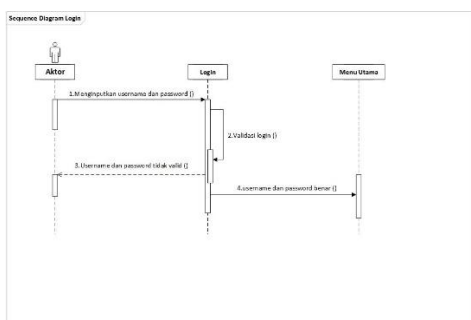 Sequence Diagram Login
Aktor
Login
Menu Utama
1.Menginputkan username dan password ()
2.Validasi login ()
3.Username dan password tidak valid ()
4.username dan password benar ()